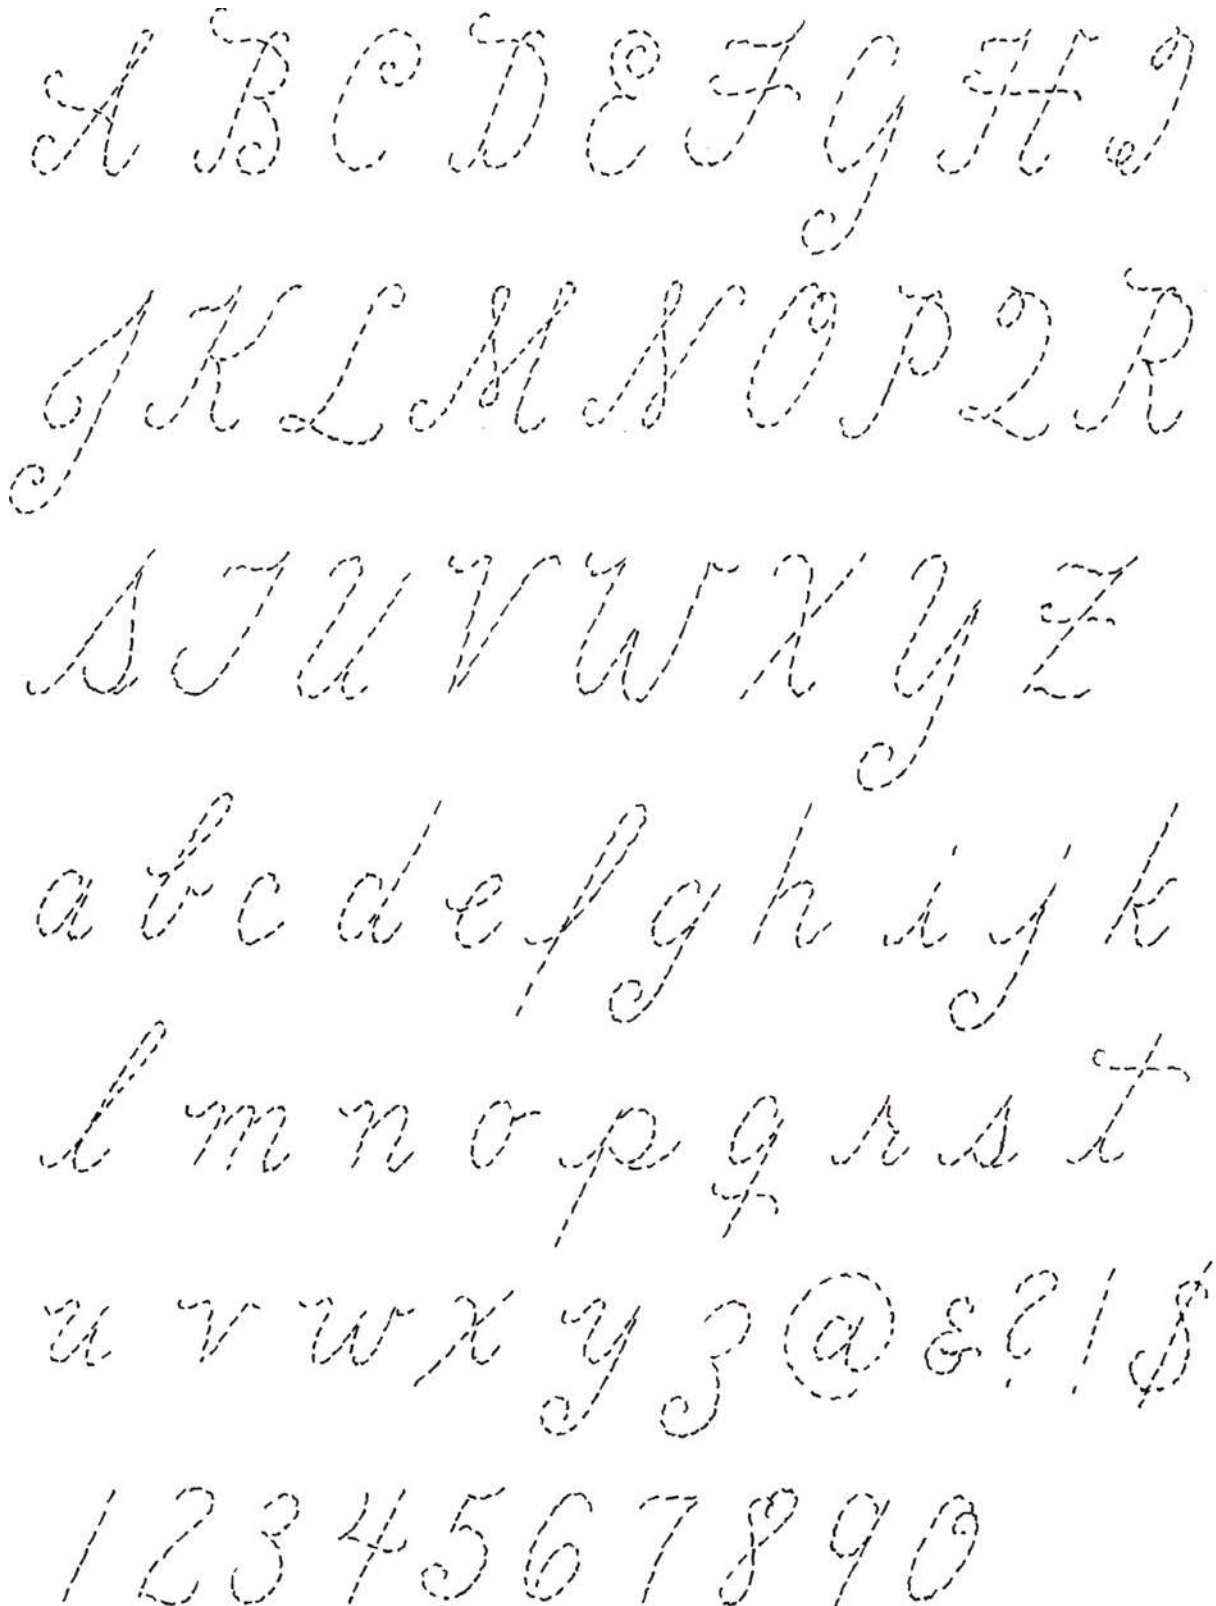 A B C D E F G H I
J K L M N O P Q R
S T U V W X Y Z
a b c d e f g h i j k
l m n o p q r s t
u v w x y z @ & ? ! $
1 2 3 4 5 6 7 8 9 0